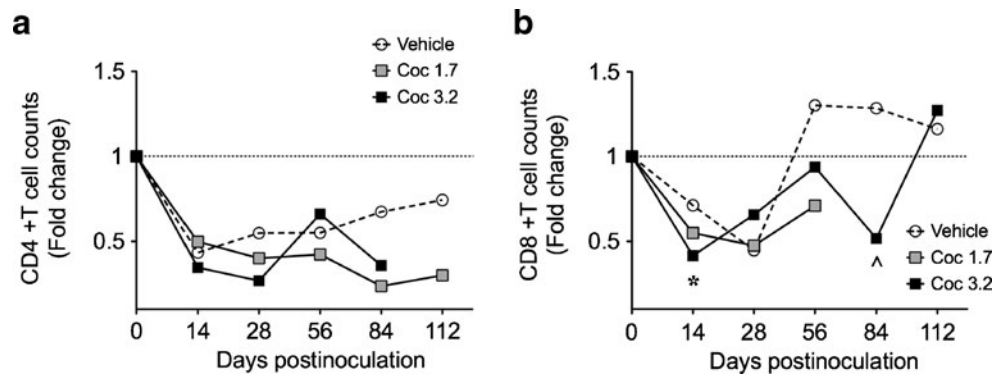 a
Vehicle
Coc 1.7
Coc 3.2
1.5
1
0.5
CD4 +T cell counts
(Fold change)
0 14 28 56 84 112
Days postinoculation
b
1.5
1
0.5
CD8 +T cell counts
(Fold change)
Vehicle
Coc 1.7
Coc 3.2
*
^
0 14 28 56 84 112
Days postinoculation